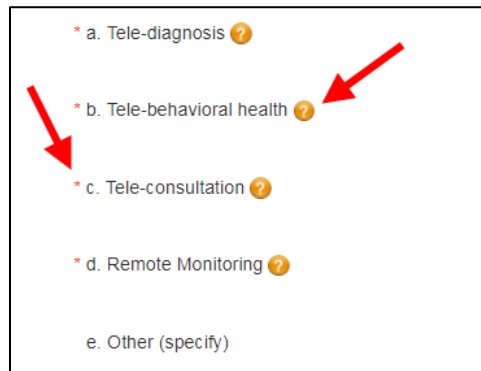 * a. Tele-diagnosis ?
* b. Tele-behavioral health ?
* c. Tele-consultation ?
* d. Remote Monitoring ?
e. Other (specify)